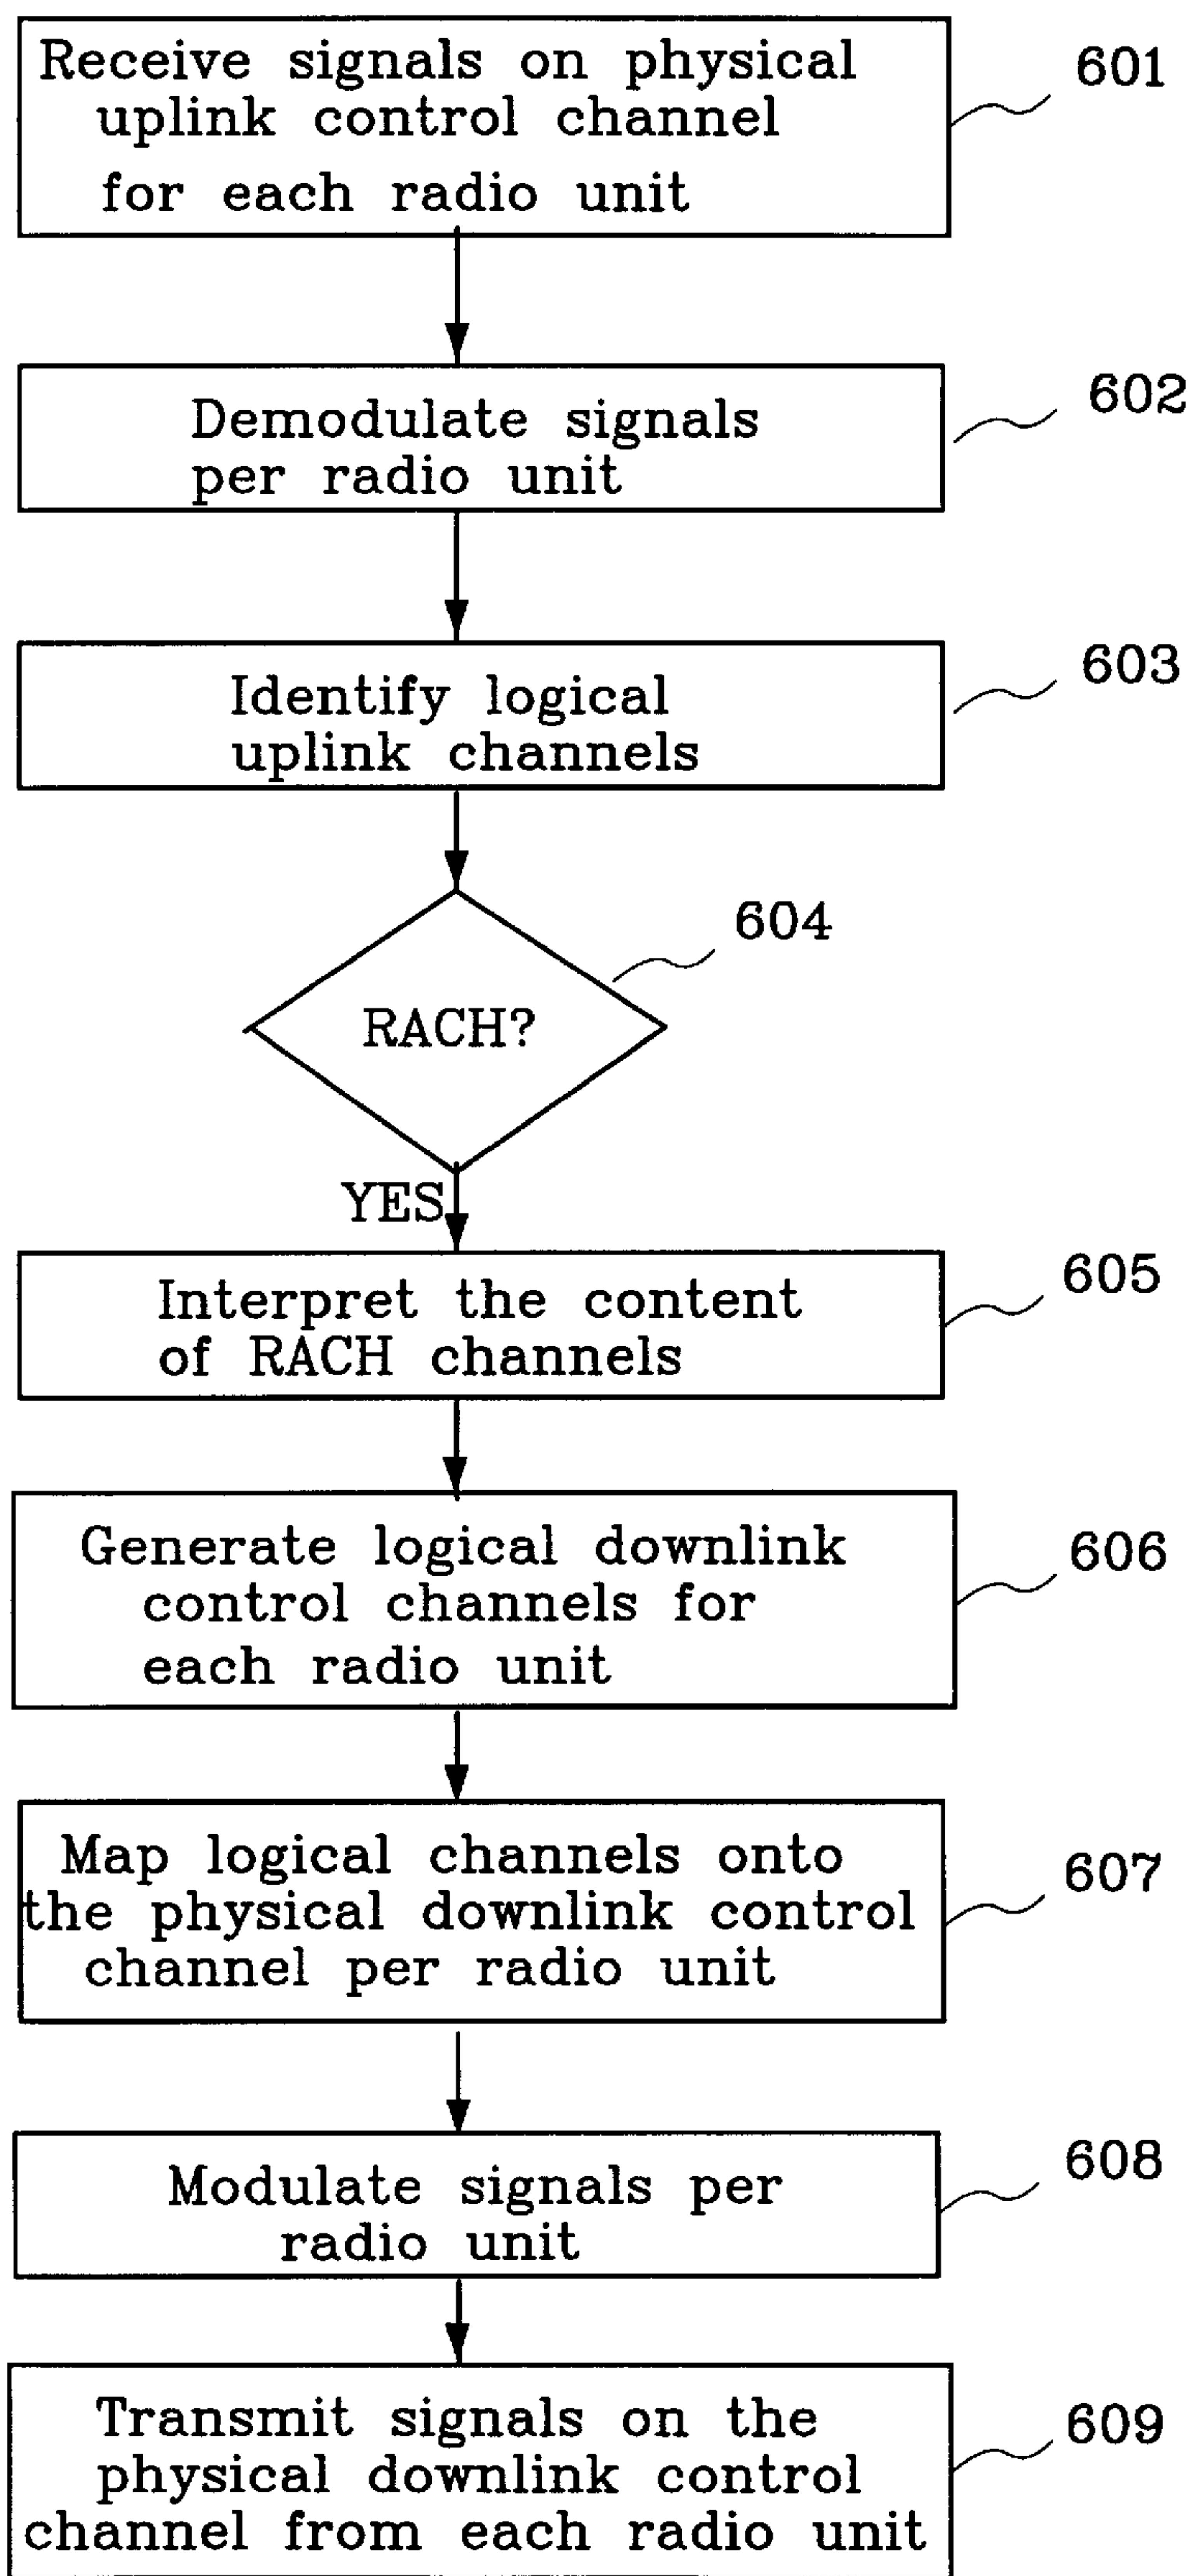 Receive signals on physical
uplink control channel
for each radio unit
601
Demodulate signals
per radio unit
602
Identify logical
uplink channels
603
604
RACH?
YES
Interpret the content
of RACH channels
605
Generate logical downlink
control channels for
each radio unit
606
Map logical channels onto
the physical downlink control
channel per radio unit
607
Modulate signals per
radio unit
608
Transmit signals on the
physical downlink control
channel from each radio unit
609